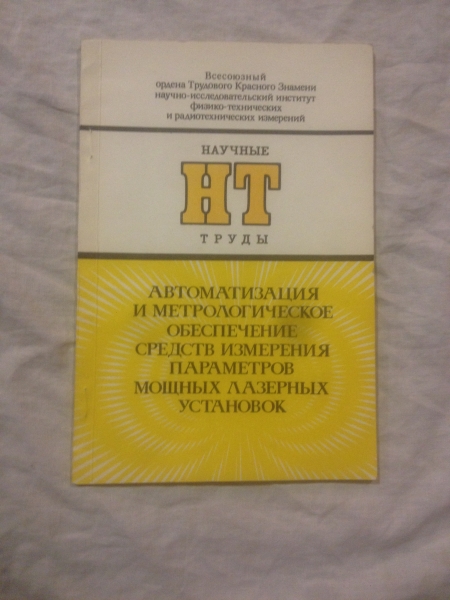 Всесоюзный
ордена Трудового Красного Знамени
научно-исследовательский институт
физико-технических
и радиотехнических измерений
НАУЧНЫЕ
НТ
ТРУДЫ
АВТОМАТИЗАЦИЯ
И МЕТРОЛОГИЧЕСКОЕ
ОБЕСПЕЧЕНИЕ
СРЕДСТВ ИЗМЕРЕНИЯ
ПАРАМЕТРОВ
МОЩНЫХ ЛАЗЕРНЫХ
УСТАНОВОК